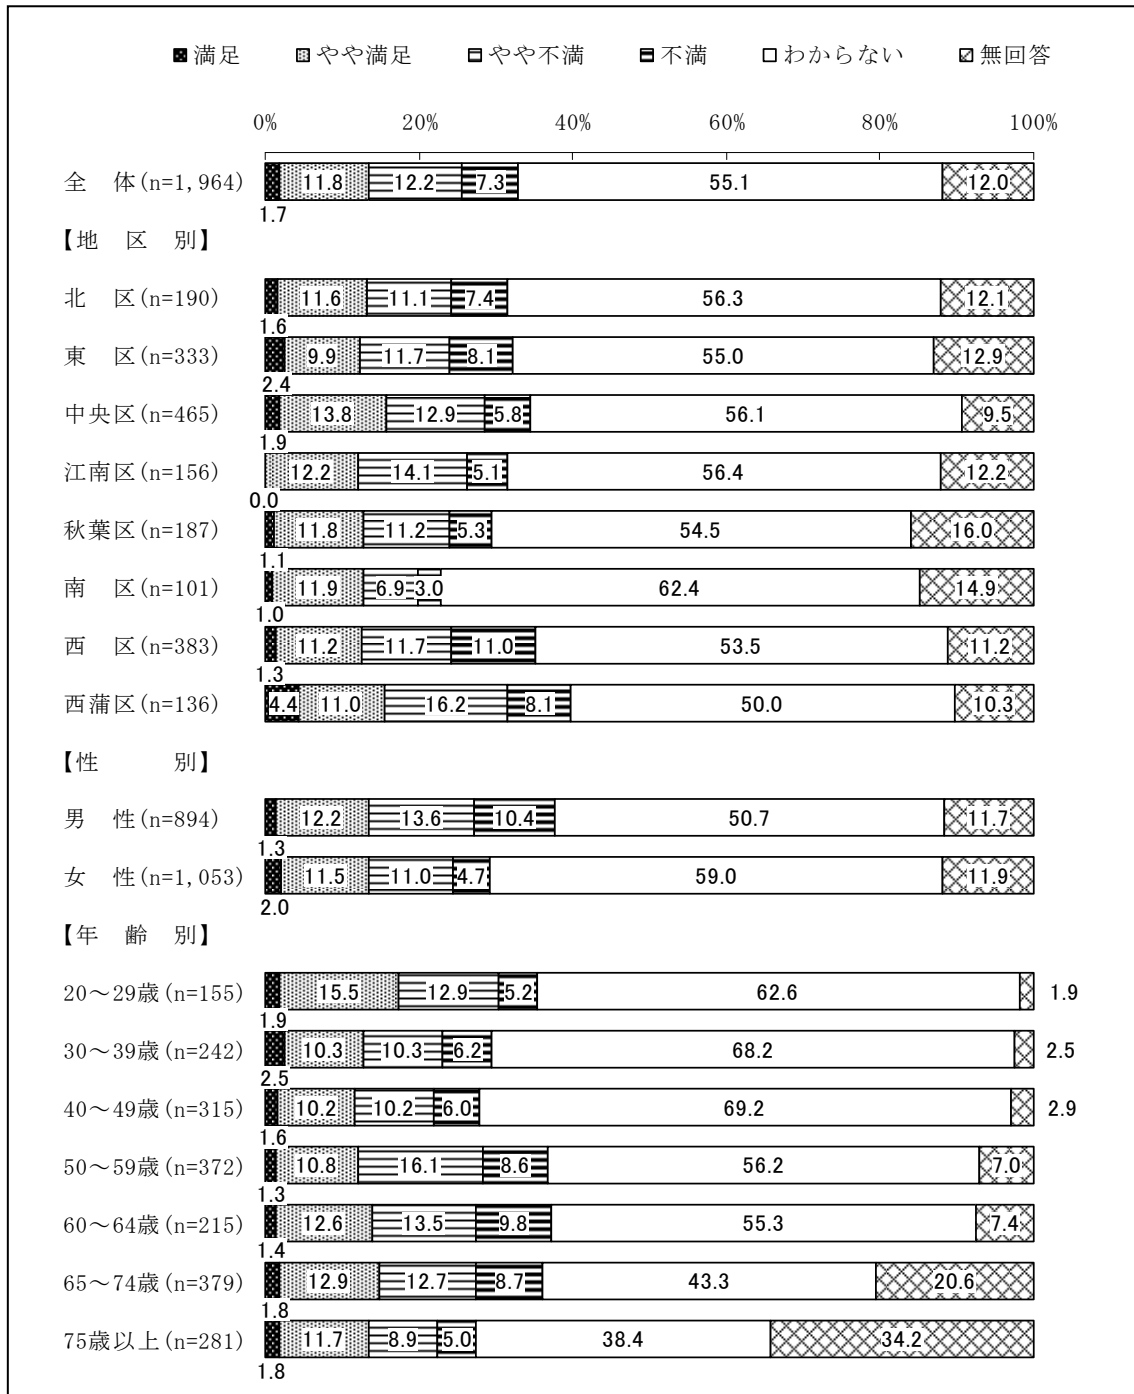 満足 やや満足 やや不満 不満 わからない 無回答
0% 20% 40% 60% 80% 100%
全 体(n=1,964) 11.8 12.2 7.3 55.1 12.0
1.7
【地 区 別】
北 区(n=190) 11.6 11.1 7.4 56.3 12.1
1.6
東 区(n=333) 9.9 11.7 8.1 55.0 12.9
2.4
中央区(n=465) 13.8 12.9 5.8 56.1 9.5
1.9
江南区(n=156) 12.2 14.1 5.1 56.4 12.2
0.0
秋葉区(n=187) 11.8 11.2 5.3 54.5 16.0
1.1
南 区(n=101) 11.9 6.9 3.0 62.4 14.9
1.0
西 区(n=383) 11.2 11.7 11.0 53.5 11.2
1.3
西蒲区(n=136) 4.4 11.0 16.2 8.1 50.0 10.3
【性 別】
男 性(n=894) 12.2 13.6 10.4 50.7 11.7
1.3
女 性(n=1,053) 11.5 11.0 4.7 59.0 11.9
2.0
【年 齢 別】
20～29歳(n=155) 15.5 12.9 5.2 62.6 1.9
1.9
30～39歳(n=242) 10.3 10.3 6.2 68.2 2.5
2.5
40～49歳(n=315) 10.2 10.2 6.0 69.2 2.9
1.6
50～59歳(n=372) 10.8 16.1 8.6 56.2 7.0
1.3
60～64歳(n=215) 12.6 13.5 9.8 55.3 7.4
1.4
65～74歳(n=379) 12.9 12.7 8.7 43.3 20.6
1.8
75歳以上(n=281) 11.7 8.9 5.0 38.4 34.2
1.8